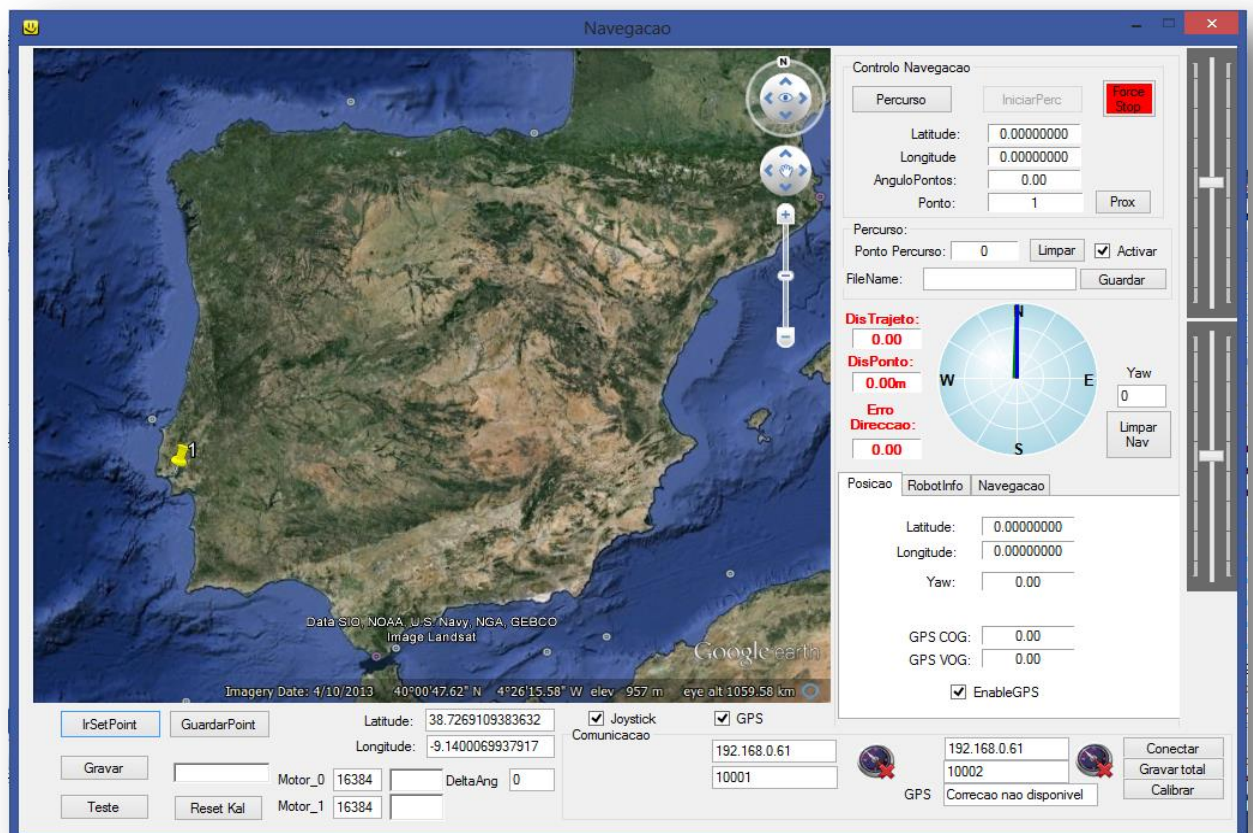 Navegacao
N
1
Data SIO, NOAA, U.S. Navy, NGA, GEBCO
Image Landsat
Google earth
Imagery Date: 4/10/2013 40°00'47.62" N 4°26'15.58" W elev 957 m eye alt 1059.58 km
Controlo Navegacao
Percurso
IniciarPerc
Force
Stop
Latitude: 0.00000000
Longitude 0.00000000
AnguloPontos: 0.00
Ponto: 1 Prox
Percurso:
Ponto Percurso: 0 Limpar Activar
FileName: Guardar
DisTrajeto:
0.00
DisPonto:
0.00m
Erro
Direccao:
0.00
N
W
E
S
Yaw
0
Limpar
Nav
Posicao RobotInfo Navegacao
Latitude: 0.00000000
Longitude: 0.00000000
Yaw: 0.00
GPS COG: 0.00
GPS VOG: 0.00
EnableGPS
IrSetPoint GuardarPoint
Latitude: 38.7269109383632
Longitude: -9.1400069937917
Gravar
Motor_0 16384 DeltaAng 0
Teste Reset Kal Motor_1 16384
Joystick GPS
Comunicacao
192.168.0.61
10001
192.168.0.61
10002
GPS Correcao nao disponivel
Conectar
Gravar total
Calibrar